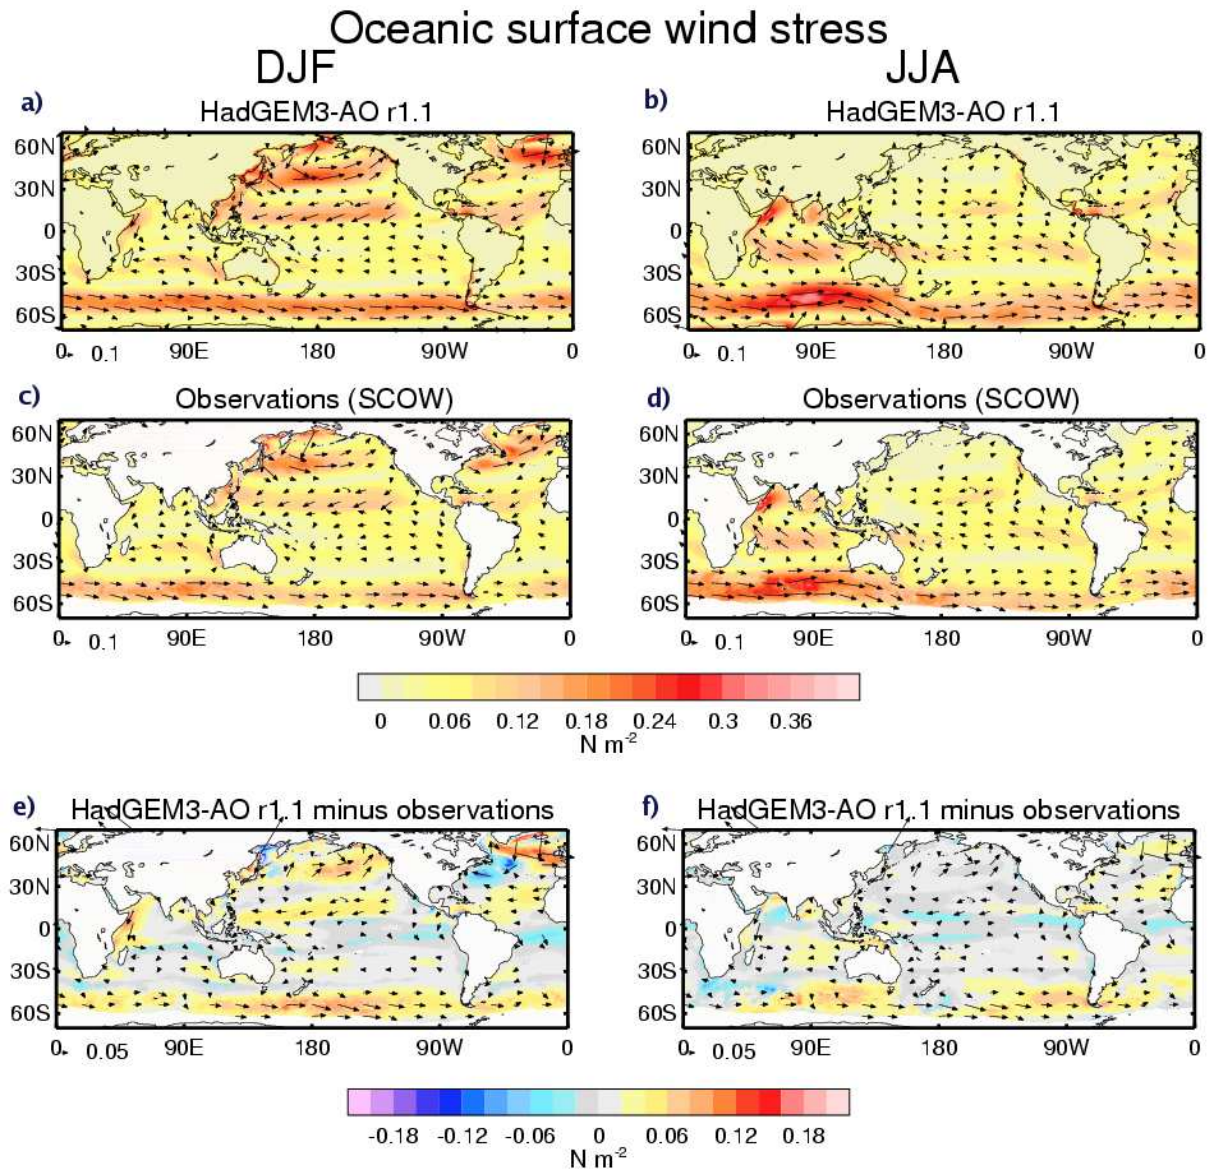 Oceanic surface wind stress
DJF JJA
a) HadGEM3-AO r1.1 b) HadGEM3-AO r1.1
60N 60N
30N 30N
0 0
30S 30S
60S 60S
0 0.1 90E 180 90W 0 0 0.1 90E 180 90W 0
c) Observations (SCOW) d) Observations (SCOW)
60N 60N
30N 30N
0 0
30S 30S
60S 60S
0 0.1 90E 180 90W 0 0 0.1 90E 180 90W 0
0 0.06 0.12 0.18 0.24 0.3 0.36
N m-2
e) HadGEM3-AO r1.1 minus observations f) HadGEM3-AO r1.1 minus observations
60N 60N
30N 30N
0 0
30S 30S
60S 60S
0 0.05 90E 180 90W 0 0 0.05 90E 180 90W 0
-0.18 -0.12 -0.06 0 0.06 0.12 0.18
N m-2